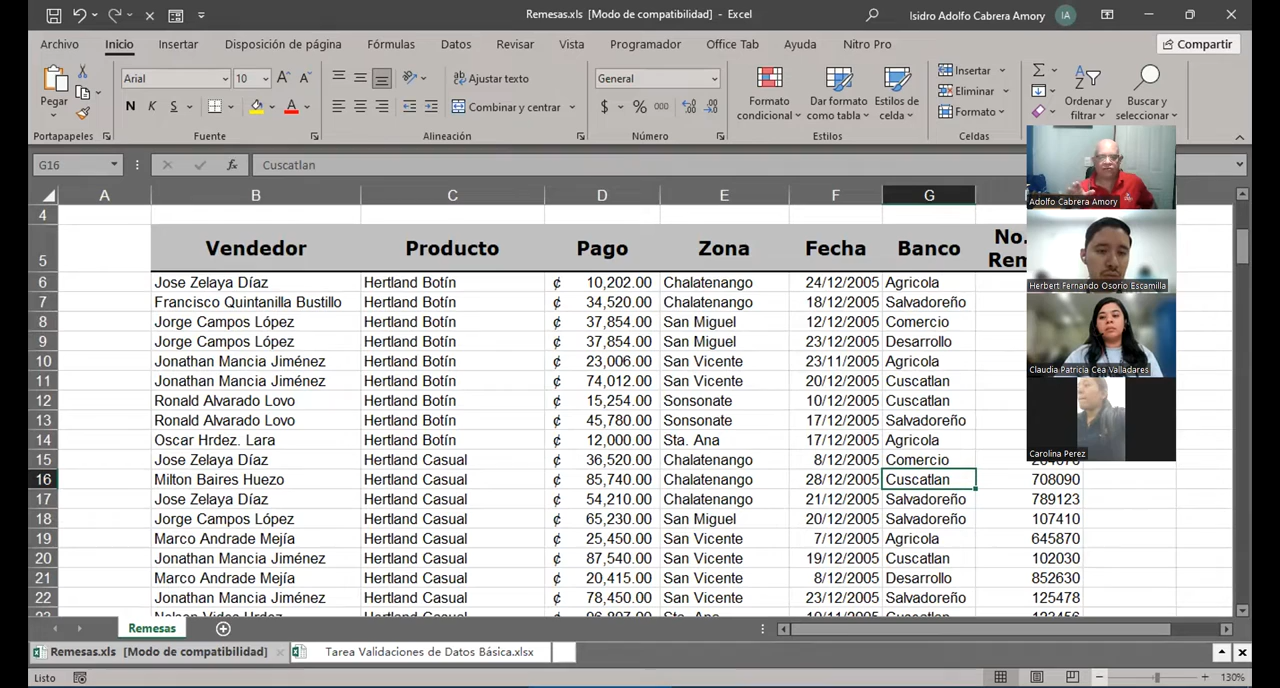 Remesas.xls [Modo de compatibilidad] - Excel
Isidro Adolfo Cabrera Amory IA
Archivo Inicio Insertar Disposición de página Fórmulas Datos Revisar Vista Programador Office Tab Ayuda Nitro Pro Compartir
Pegar
Arial 10
N K S
Ajustar texto
Combinar y centrar
General
$ % 000
Formato condicional
Dar formato como tabla
Estilos de celda
Insertar
Eliminar
Formato
Ordenar y filtrar
Buscar y seleccionar
Portapapeles Fuente Alineación Número Estilos Celdas
G16 fx Cuscatlan
A B C D E F G
4
5 Vendedor Producto Pago Zona Fecha Banco No.
6 Jose Zelaya Díaz Hertland Botín ¢ 10,202.00 Chalatenango 24/12/2005 Agricola
7 Francisco Quintanilla Bustillo Hertland Botín ¢ 34,520.00 Chalatenango 18/12/2005 Salvadoreño
8 Jorge Campos López Hertland Botín ¢ 37,854.00 San Miguel 12/12/2005 Comercio
9 Jorge Campos López Hertland Botín ¢ 37,854.00 San Miguel 23/12/2005 Desarrollo
10 Jonathan Mancia Jiménez Hertland Botín ¢ 23,006.00 San Vicente 23/11/2005 Agricola
11 Jonathan Mancia Jiménez Hertland Botín ¢ 74,012.00 San Vicente 20/12/2005 Cuscatlan
12 Ronald Alvarado Lovo Hertland Botín ¢ 15,254.00 Sonsonate 10/12/2005 Cuscatlan
13 Ronald Alvarado Lovo Hertland Botín ¢ 45,780.00 Sonsonate 17/12/2005 Salvadoreño
14 Oscar Hrdez. Lara Hertland Botín ¢ 12,000.00 Sta. Ana 17/12/2005 Agricola
15 Jose Zelaya Díaz Hertland Casual ¢ 36,520.00 Chalatenango 8/12/2005 Comercio
16 Milton Baires Huezo Hertland Casual ¢ 85,740.00 Chalatenango 28/12/2005 Cuscatlan 708090
17 Jose Zelaya Díaz Hertland Casual ¢ 54,210.00 Chalatenango 21/12/2005 Salvadoreño 789123
18 Jorge Campos López Hertland Casual ¢ 65,230.00 San Miguel 20/12/2005 Salvadoreño 107410
19 Marco Andrade Mejía Hertland Casual ¢ 25,450.00 San Vicente 7/12/2005 Agricola 645870
20 Jonathan Mancia Jiménez Hertland Casual ¢ 87,540.00 San Vicente 19/12/2005 Cuscatlan 102030
21 Marco Andrade Mejía Hertland Casual ¢ 20,415.00 San Vicente 8/12/2005 Desarrollo 852630
22 Jonathan Mancia Jiménez Hertland Casual ¢ 78,450.00 San Vicente 23/12/2005 Salvadoreño 125478
Adolfo Cabrera Amory
Herbert Fernando Osorio Escamilla
Claudia Patricia Cea Valladares
Carolina Perez
Remesas
Remesas.xls [Modo de compatibilidad] Tarea Validaciones de Datos Básica.xlsx
Listo 130%